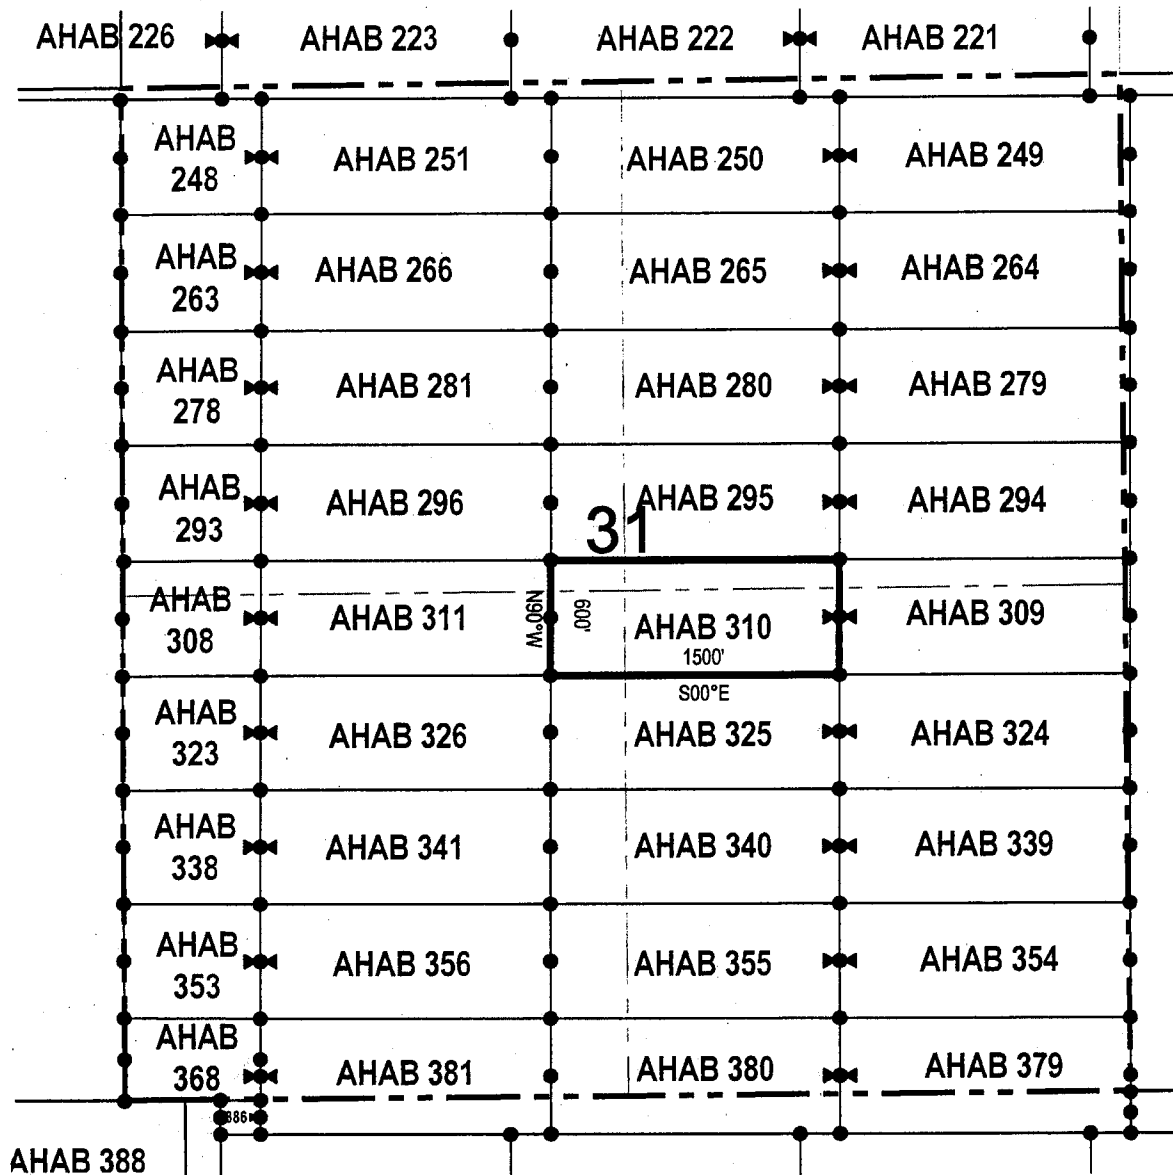 AHAB 226
AHAB 223
AHAB 222
AHAB 221
AHAB
248
AHAB 251
AHAB 250
AHAB 249
AHAB
263
AHAB 266
AHAB 265
AHAB 264
AHAB
278
AHAB 281
AHAB 280
AHAB 279
AHAB
293
AHAB 296
AHAB 295
AHAB 294
31
AHAB
308
AHAB 311
N90°W
600'
AHAB 310
1500'
S00°E
AHAB 309
AHAB
323
AHAB 326
AHAB 325
AHAB 324
AHAB
338
AHAB 341
AHAB 340
AHAB 339
AHAB
353
AHAB 356
AHAB 355
AHAB 354
AHAB
368
AHAB 381
AHAB 380
AHAB 379
386
AHAB 388